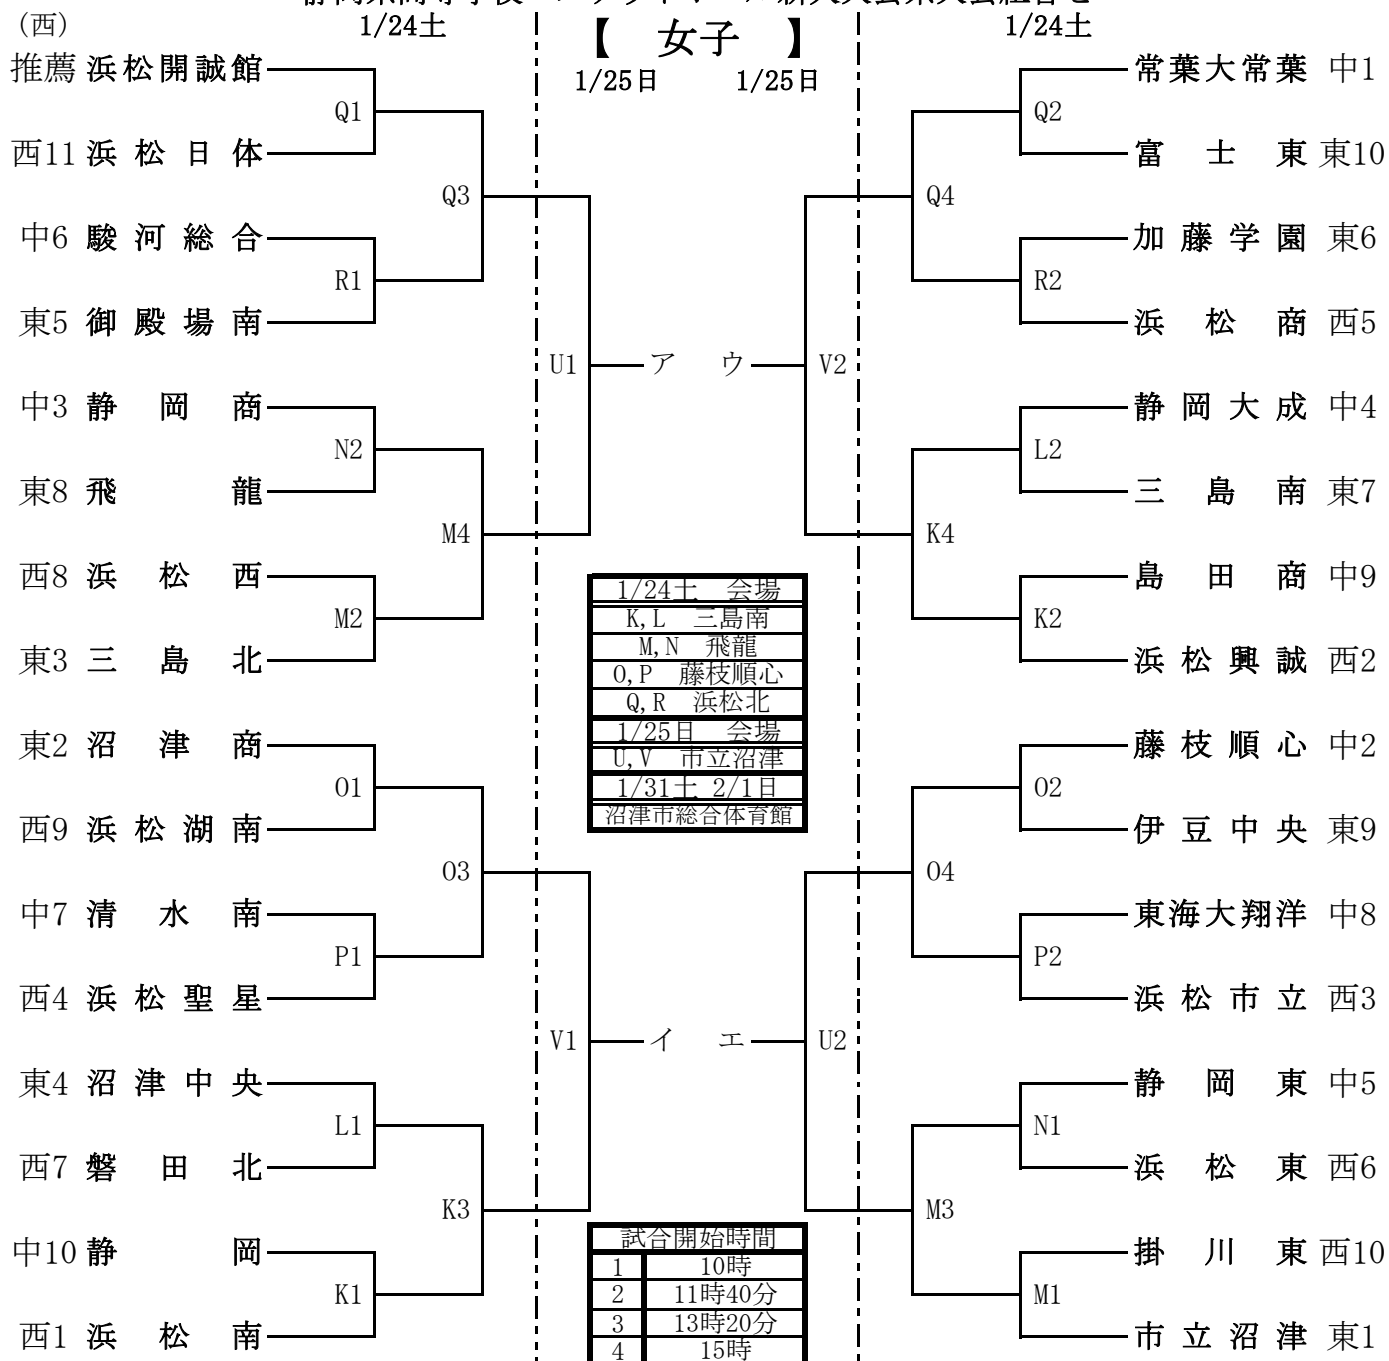 (西)
1/24土
【 女子 】
1/24土
1/25日 1/25日
推薦 浜松開誠館
Q1
西11 浜松日体
Q3
中6 駿河総合
R1
東5 御殿場南
U1
ア
中3 静岡商
N2
東8 飛龍
M4
西8 浜松西
M2
東3 三島北
東2 沼津商
O1
西9 浜松湖南
O3
中7 清水南
P1
西4 浜松聖星
V1
イ
東4 沼津中央
L1
西7 磐田北
K3
中10 静岡
K1
西1 浜松南
1/24土 会場
K,L 三島南
M,N 飛龍
O,P 藤枝順心
Q,R 浜松北
1/25日 会場
U,V 市立沼津
1/31土 2/1日
沼津市総合体育館
試合開始時間
1 10時
2 11時40分
3 13時20分
4 15時
常葉大常葉 中1
Q2
富士東 東10
Q4
加藤学園 東6
R2
浜松商 西5
ウ
V2
静岡大成 中4
L2
三島南 東7
K4
島田商 中9
K2
浜松興誠 西2
藤枝順心 中2
O2
伊豆中央 東9
O4
東海大翔洋 中8
P2
浜松市立 西3
エ
U2
静岡東 中5
N1
浜松東 西6
M3
掛川東 西10
M1
市立沼津 東1